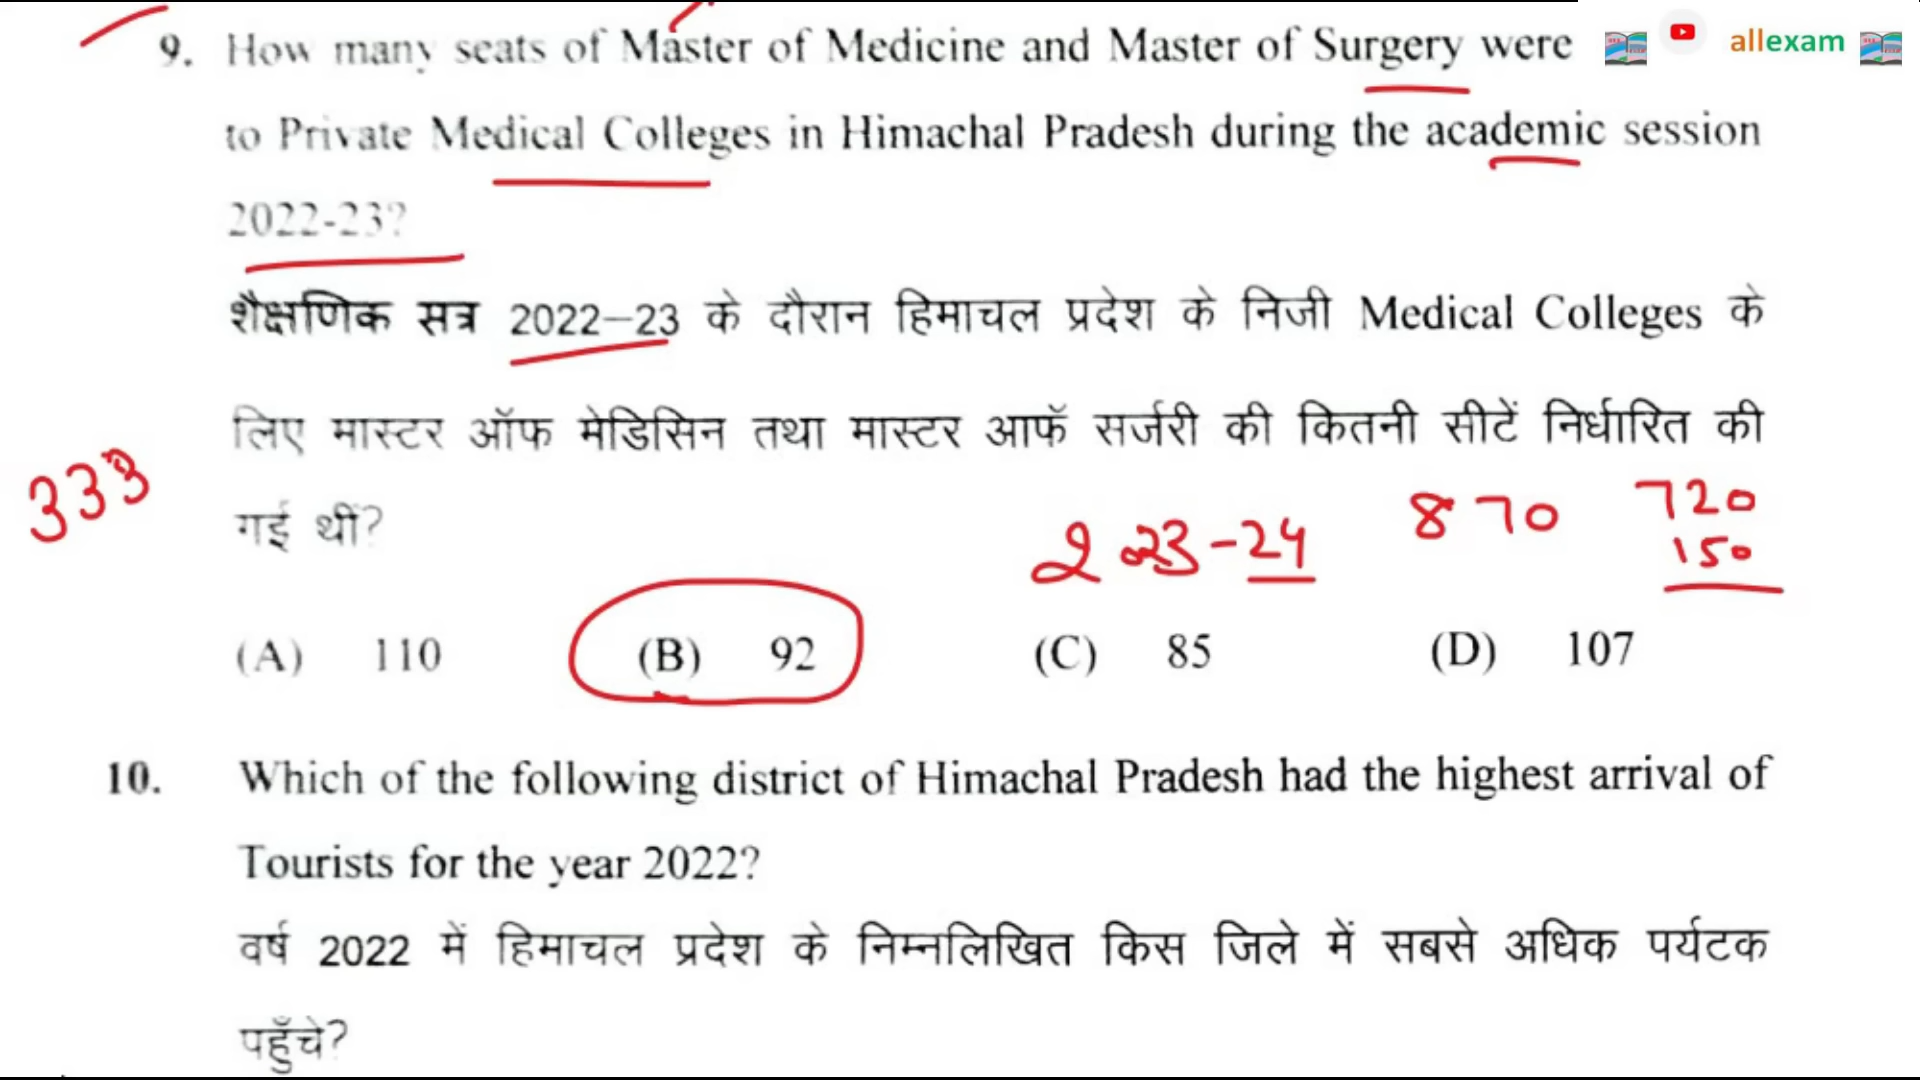 allexam
9. How many seats of Master of Medicine and Master of Surgery were
to Private Medical Colleges in Himachal Pradesh during the academic session
2022-23?
शैक्षणिक सत्र 2022–23 के दौरान हिमाचल प्रदेश के निजी Medical Colleges के
लिए मास्टर ऑफ मेडिसिन तथा मास्टर आफॅ सर्जरी की कितनी सीटें निर्धारित की
गई थीं?
333
870 720
150
(A) 110 (B) 92 (C) 85 (D) 107
10. Which of the following district of Himachal Pradesh had the highest arrival of
Tourists for the year 2022?
वर्ष 2022 में हिमाचल प्रदेश के निम्नलिखित किस जिले में सबसे अधिक पर्यटक
पहुँचे?